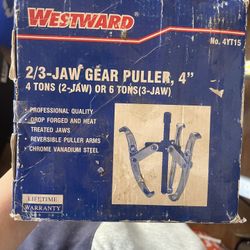 WESTWARD
No. 4YT15
2/3-JAW GEAR PULLER, 4"
4 TONS (2-JAW) OR 6 TONS(3-JAW)
• PROFESSIONAL QUALITY
• DROP FORGED AND HEAT
TREATED JAWS
• REVERSIBLE PULLER ARMS
• CHROME VANADIUM STEEL
LIFETIME
WARRANTY